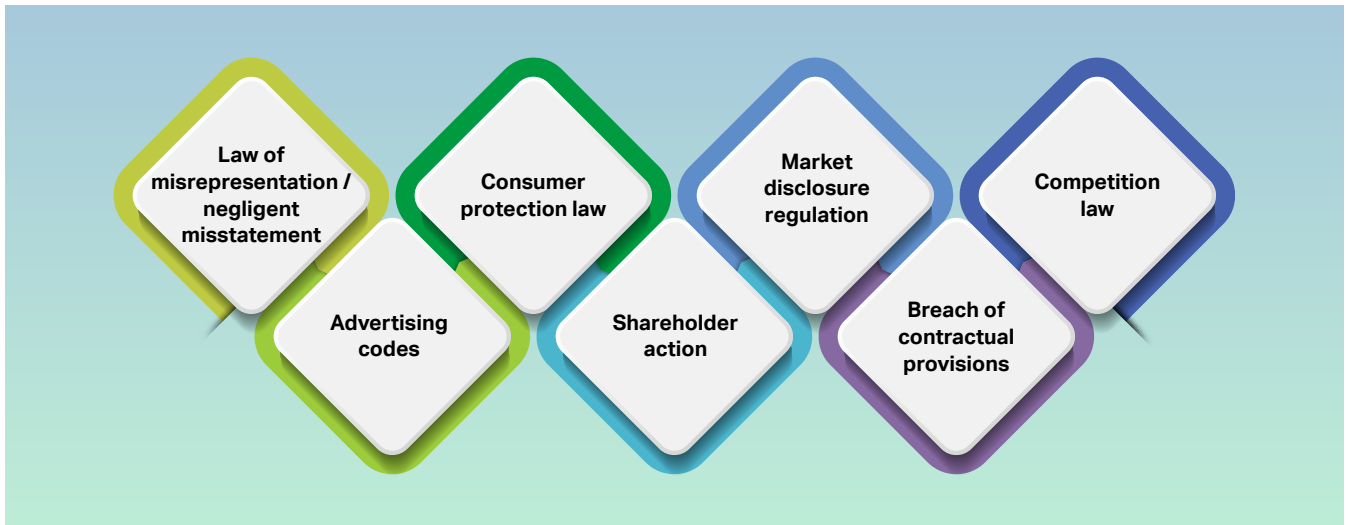 Law of
misrepresentation /
negligent
misstatement
Advertising
codes
Consumer
protection law
Shareholder
action
Market
disclosure
regulation
Breach of
contractual
provisions
Competition
law